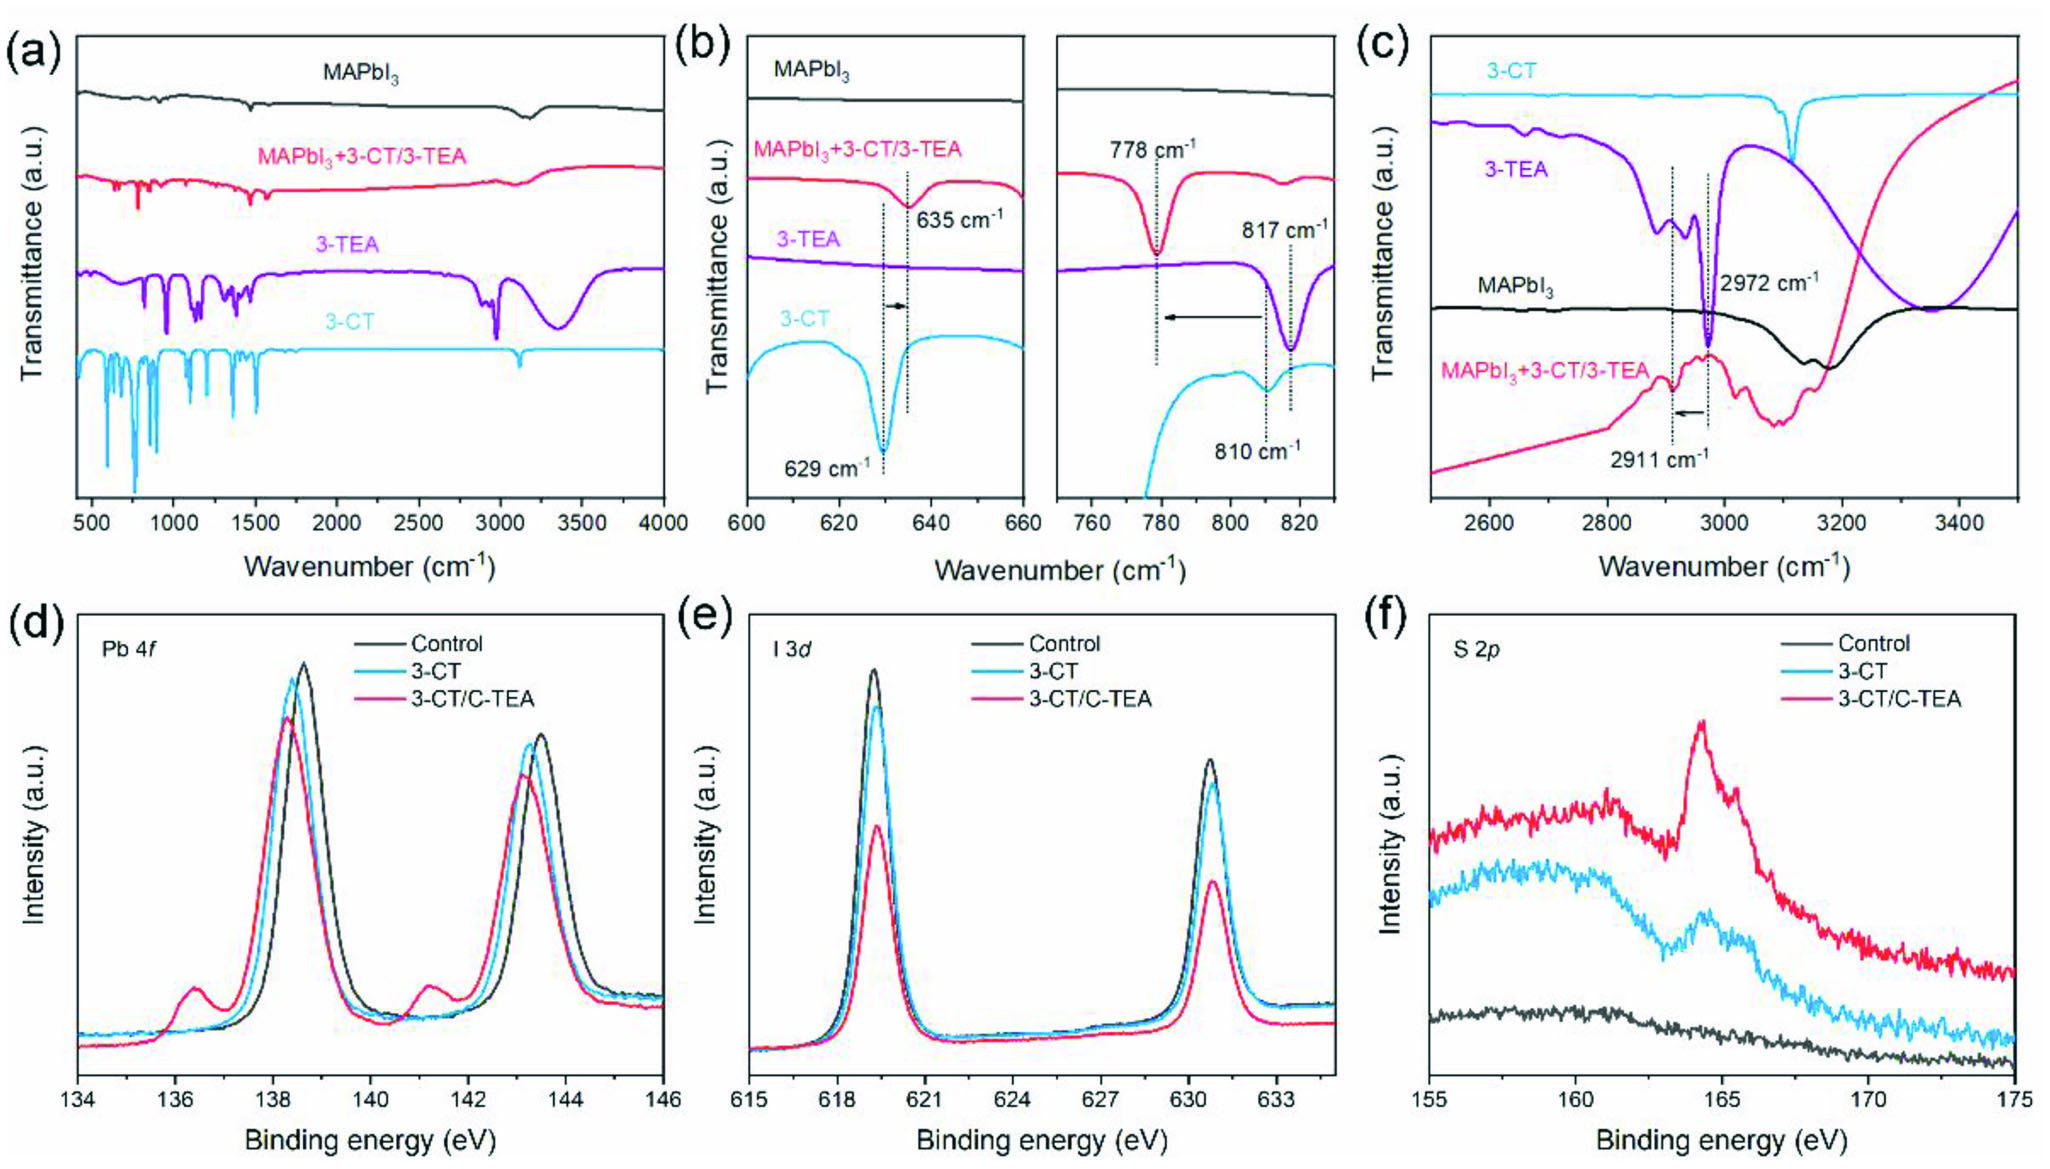 (a)
MAPbI3
MAPbI3+3-CT/3-TEA
3-TEA
3-CT
Transmittance (a.u.)
500 1000 1500 2000 2500 3000 3500 4000
Wavenumber (cm-1)
(b)
MAPbI3
MAPbI3+3-CT/3-TEA
635 cm-1
3-TEA
3-CT
629 cm-1
778 cm-1
817 cm-1
810 cm-1
Transmittance (a.u.)
600 620 640 660
760 780 800 820
Wavenumber (cm-1)
(c)
3-CT
3-TEA
2972 cm-1
MAPbI3
MAPbI3+3-CT/3-TEA
2911 cm-1
Transmittance (a.u.)
2600 2800 3000 3200 3400
Wavenumber (cm-1)
(d)
Pb 4f
Control
3-CT
3-CT/C-TEA
Intensity (a.u.)
134 136 138 140 142 144 146
Binding energy (eV)
(e)
I 3d
Control
3-CT
3-CT/C-TEA
Intensity (a.u.)
615 618 621 624 627 630 633
Binding energy (eV)
(f)
S 2p
Control
3-CT
3-CT/C-TEA
Intensity (a.u.)
155 160 165 170 175
Binding energy (eV)